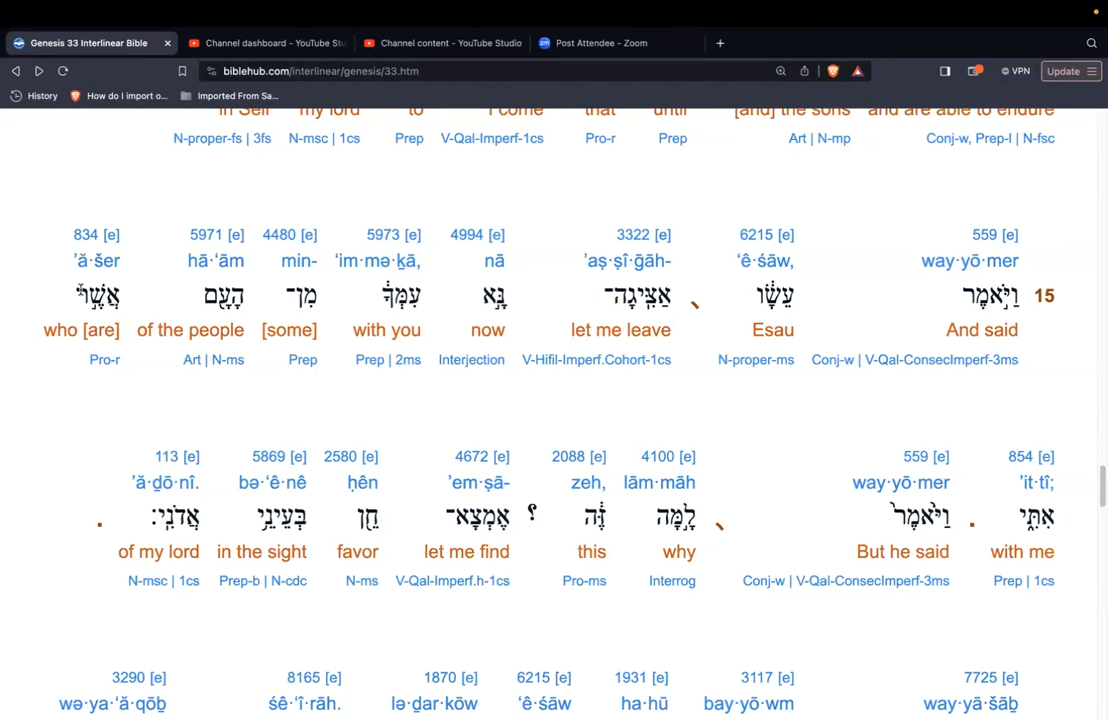 Genesis 33 Interlinear Bible × Channel dashboard - YouTube Stu Channel content - YouTube Studio zm Post Attendee - Zoom +
biblehub.com/interlinear/genesis/33.htm VPN Update
History How do I import o... Imported From Sa...
in Seir my lord to I come that until [and] the sons and are able to endure
N-proper-fs | 3fs N-msc | 1cs Prep V-Qal-Imperf-1cs Pro-r Prep Art | N-mp Conj-w, Prep-l | N-fsc
834 [e] 5971 [e] 4480 [e] 5973 [e] 4994 [e] 3322 [e] 6215 [e] 559 [e]
’ă·šer hā·‘ām min- ‘im·mə·ḵā, nā ’aṣ·ṣî·ḡāh- ‘ê·śāw, way·yō·mer
15 וַיֹּ֣אמֶר עֵשָׂ֔ו 、 אַצִּֽיגָה־ נָּ֣א עִמְּךָ֔ מִן־ הָעָ֖ם אֲשֶׁ֣ר
who [are] of the people [some] with you now let me leave Esau And said
Pro-r Art | N-ms Prep Prep | 2ms Interjection V-Hifil-Imperf.Cohort-1cs N-proper-ms Conj-w | V-Qal-ConsecImperf-3ms
113 [e] 5869 [e] 2580 [e] 4672 [e] 2088 [e] 4100 [e] 559 [e] 854 [e]
’ă·ḏō·nî. bə·‘ê·nê ḥên ’em·ṣā- zeh, lām·māh way·yō·mer ’it·tî;
אִתִּ֑י . וַיֹּ֙אמֶר֙ 、 לָ֣מָּה זֶּ֔ה ؟ אֶמְצָא־ חֵ֖ן בְּעֵינֵ֥י אֲדֹנִֽי׃ .
of my lord in the sight favor let me find this why But he said with me
N-msc | 1cs Prep-b | N-cdc N-ms V-Qal-Imperf.h-1cs Pro-ms Interrog Conj-w | V-Qal-ConsecImperf-3ms Prep | 1cs
3290 [e] 8165 [e] 1870 [e] 6215 [e] 1931 [e] 3117 [e] 7725 [e]
wə·ya·‘ă·qōḇ śê·‘î·rāh. lə·ḏar·kōw ‘ê·śāw ha·hū bay·yō·wm way·yā·šāḇ